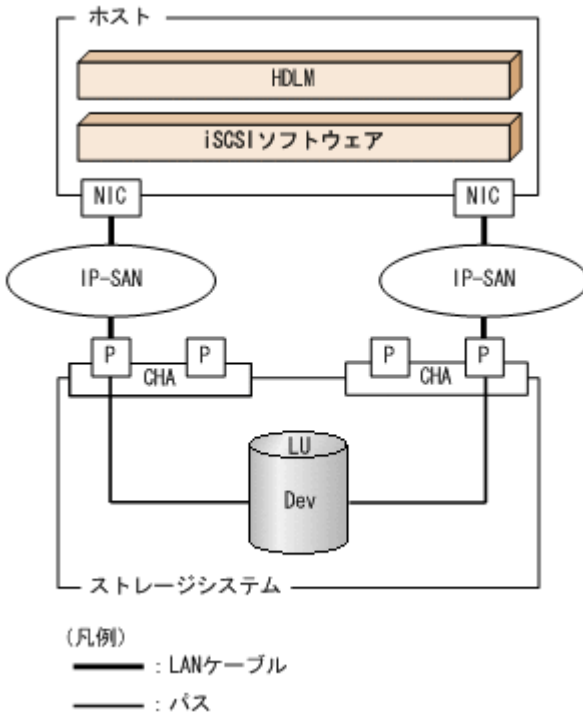 ホスト
HDLM
iSCSIソフトウェア
NIC
NIC
IP-SAN
IP-SAN
P
P
P
P
CHA
CHA
LU
Dev
ストレージシステム
(凡例)
: LANケーブル
: パス